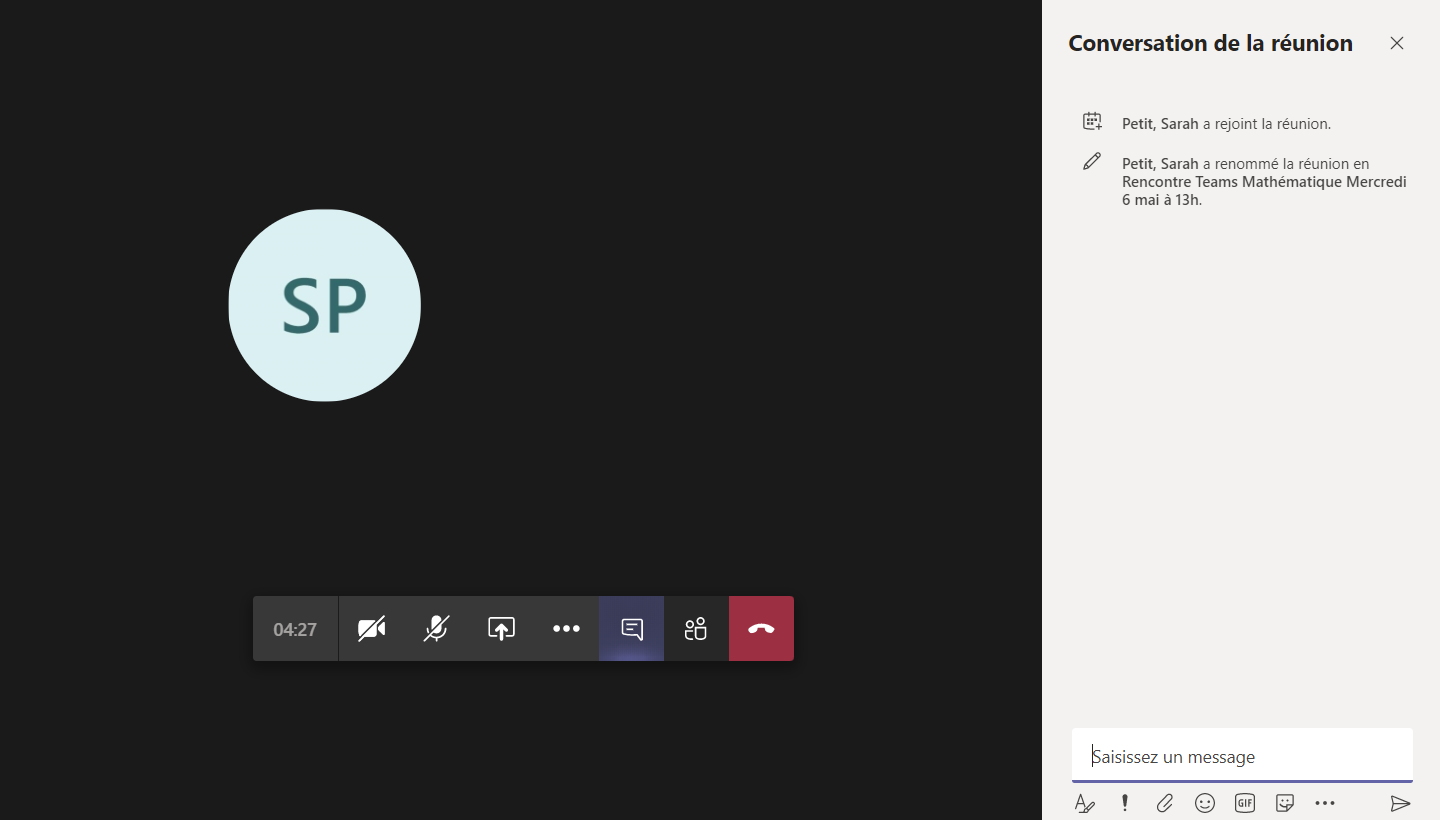 SP
04:27
Conversation de la réunion
Petit, Sarah a rejoint la réunion.
Petit, Sarah a renommé la réunion en
Rencontre Teams Mathématique Mercredi
6 mai à 13h.
Saisissez un message
GIF